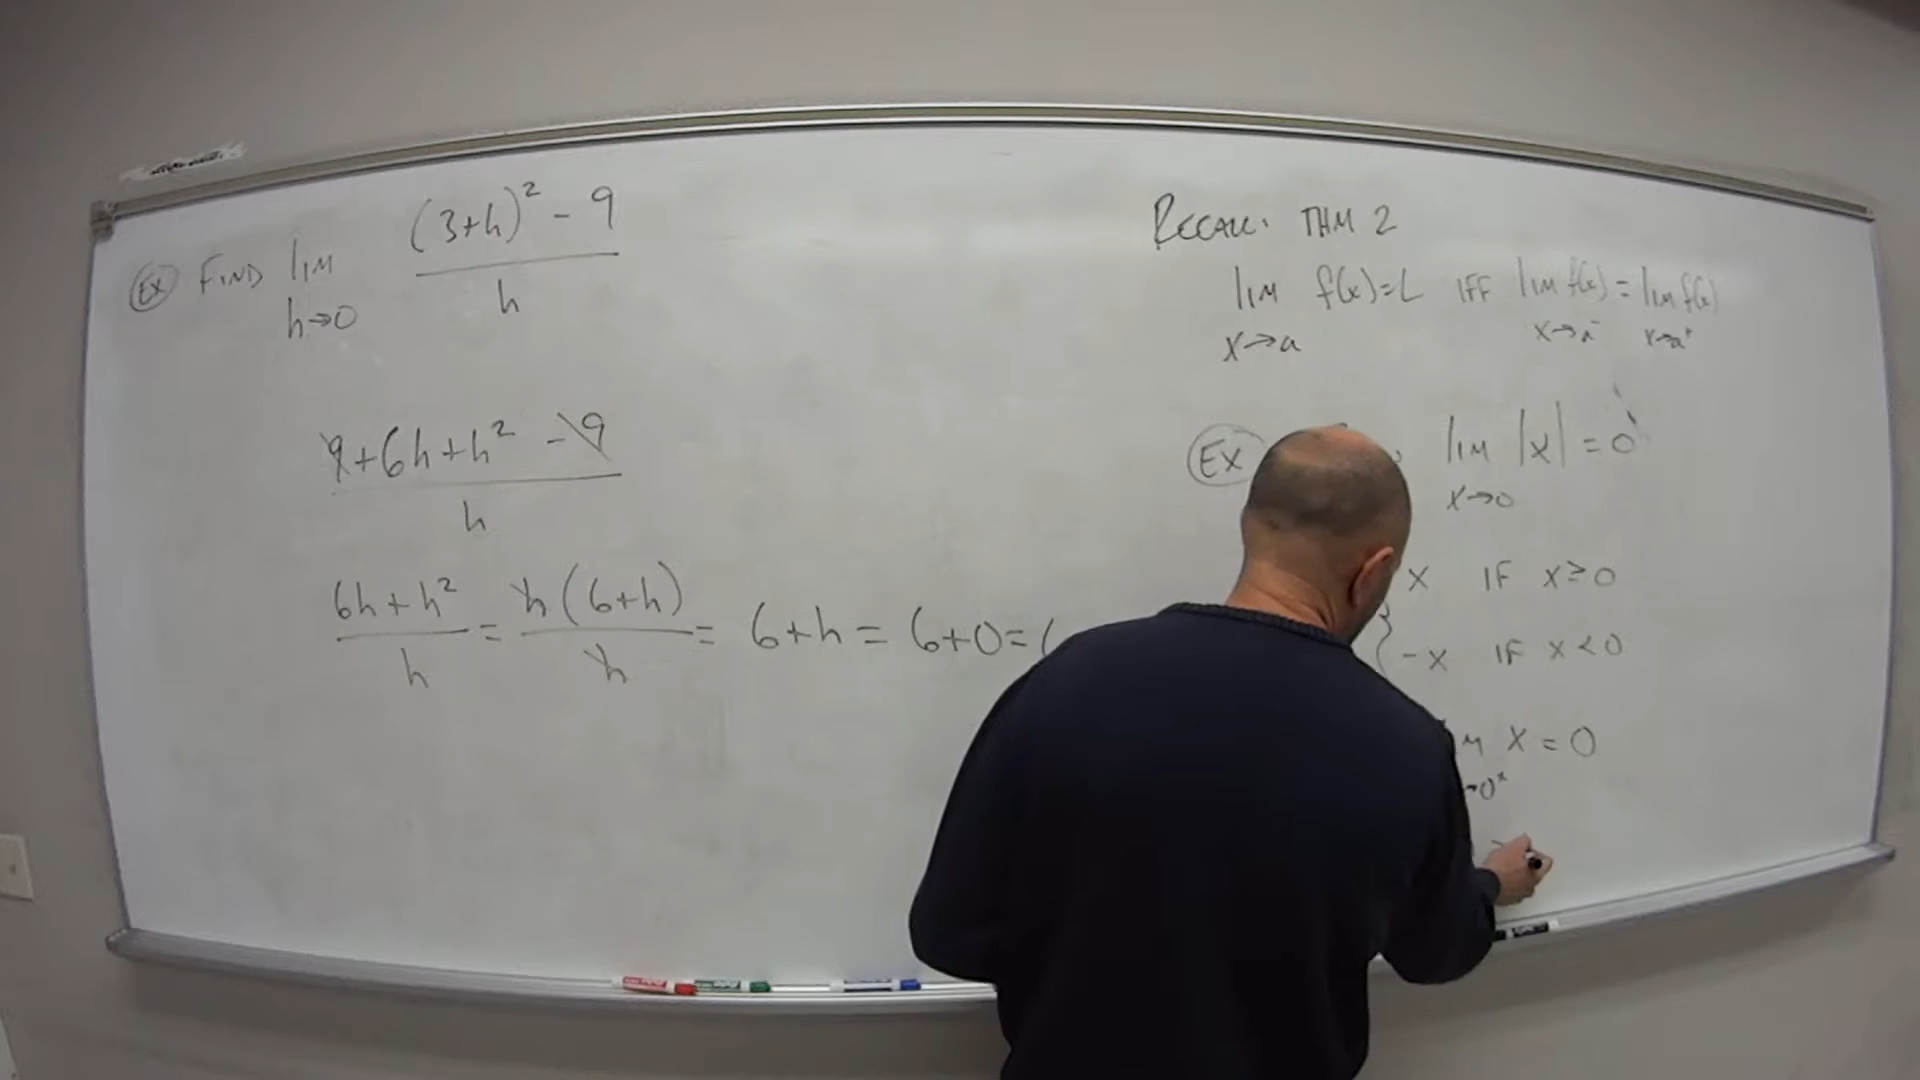 (EX) FIND lim (3+h)² - 9 / h
h→0
9+6h+h² - 9 / h
6h+h² / h = h(6+h) / h = 6+h = 6+0=
RECALL: THM 2
lim f(x)=L IFF lim f(x) = lim f(x)
x→a x→a⁻ x→a⁺
(EX) lim |x| = 0
x→0
x IF x≥0
-x IF x<0
x = 0
0⁺